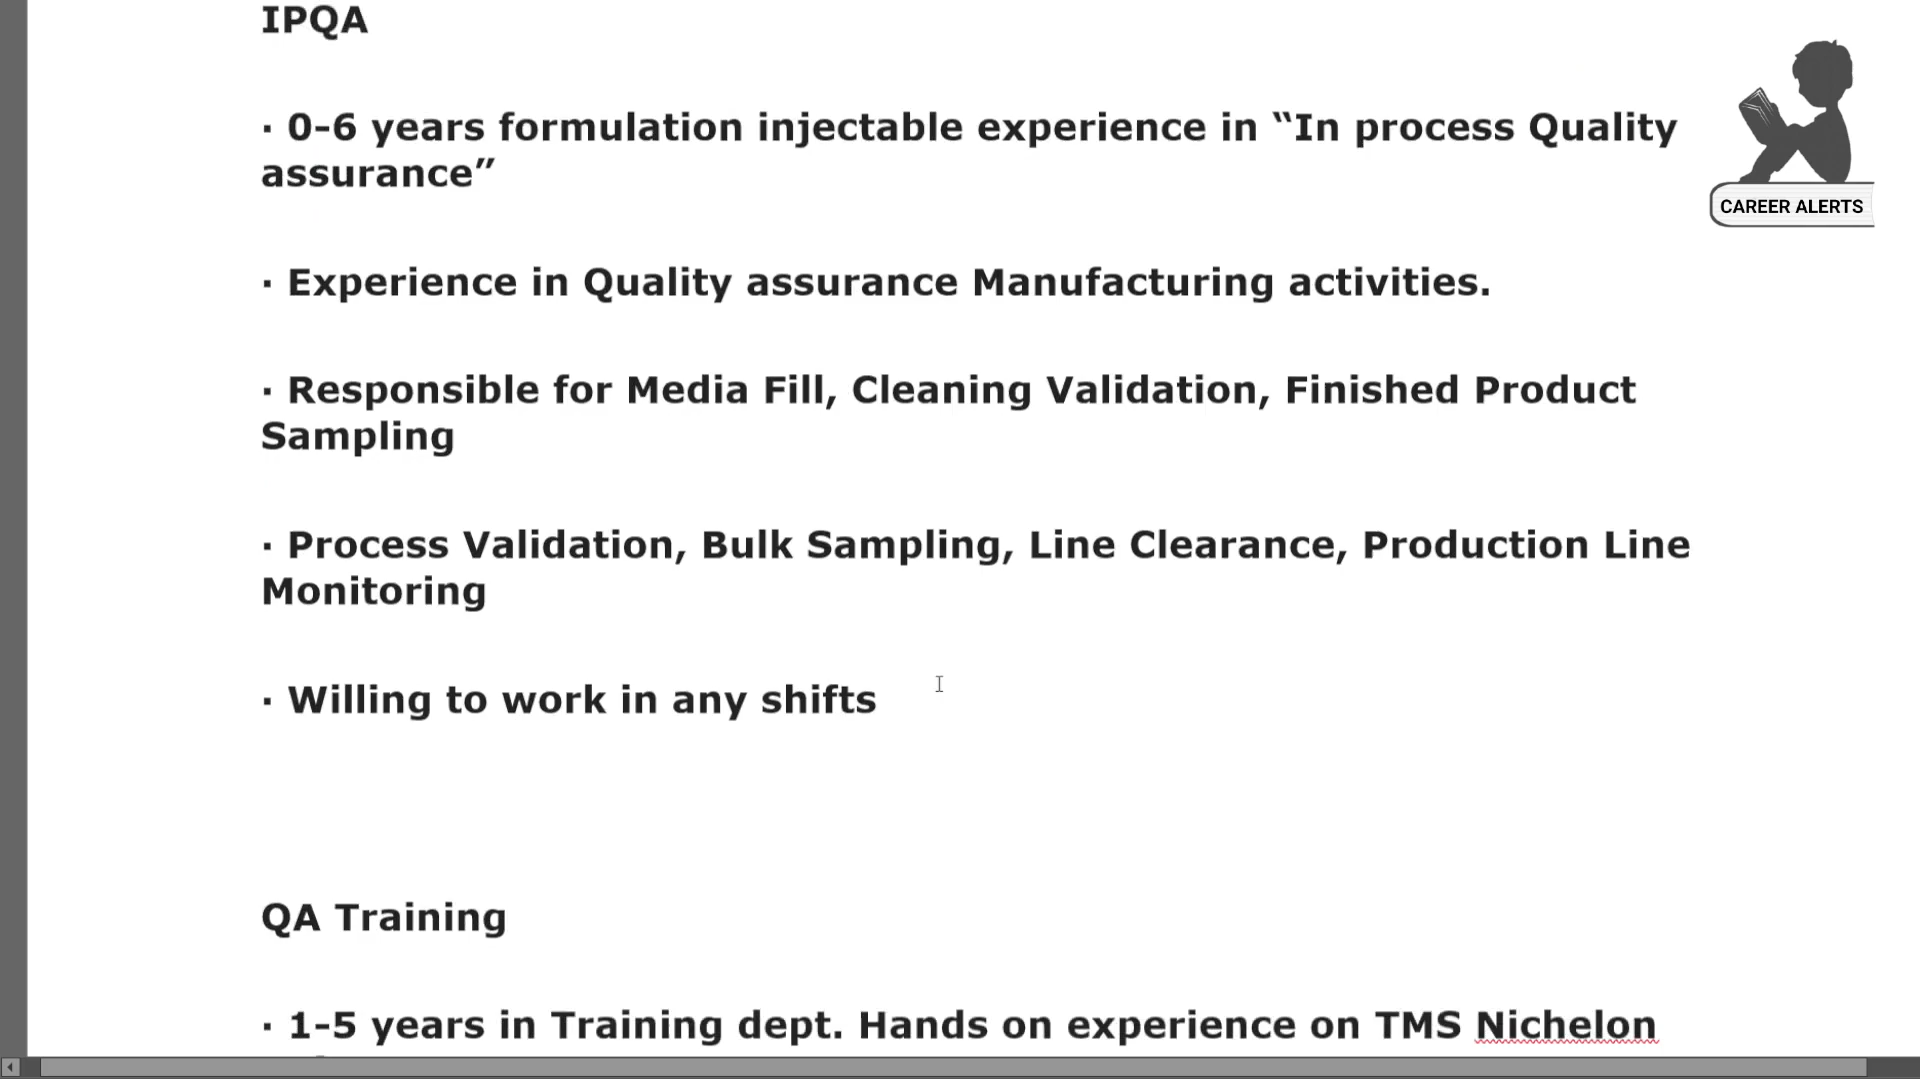 IPQA
· 0-6 years formulation injectable experience in “In process Quality
assurance”
CAREER ALERTS
· Experience in Quality assurance Manufacturing activities.
· Responsible for Media Fill, Cleaning Validation, Finished Product
Sampling
· Process Validation, Bulk Sampling, Line Clearance, Production Line
Monitoring
· Willing to work in any shifts
QA Training
· 1-5 years in Training dept. Hands on experience on TMS Nichelon